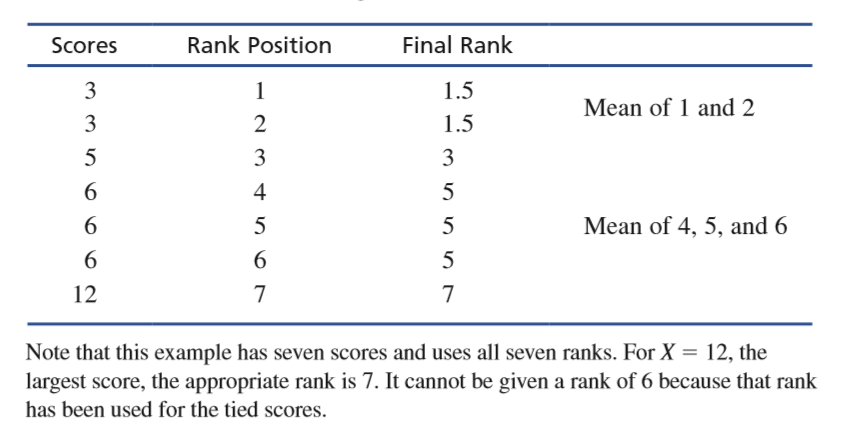 Scores Rank Position Final Rank
3 1 1.5
Mean of 1 and 2
3 2 1.5
5 3 3
6 4 5
6 5 5 Mean of 4, 5, and 6
6 6 5
12 7 7
Note that this example has seven scores and uses all seven ranks. For X = 12, the
largest score, the appropriate rank is 7. It cannot be given a rank of 6 because that rank
has been used for the tied scores.